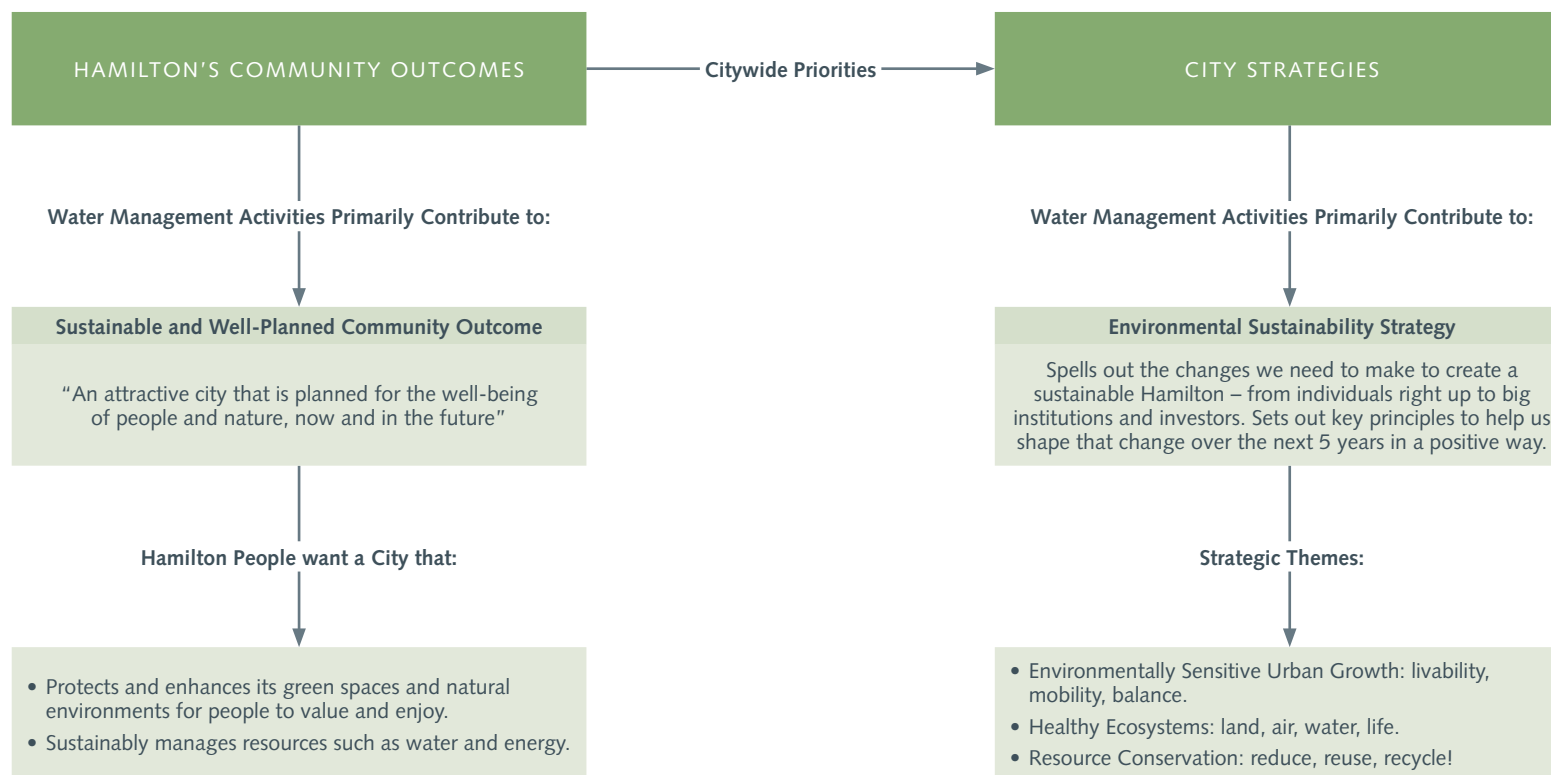 HAMILTON'S COMMUNITY OUTCOMES
Citywide Priorities
CITY STRATEGIES
Water Management Activities Primarily Contribute to:
Sustainable and Well-Planned Community Outcome
“An attractive city that is planned for the well-being
of people and nature, now and in the future”
Hamilton People want a City that:
• Protects and enhances its green spaces and natural
environments for people to value and enjoy.
• Sustainably manages resources such as water and energy.
Water Management Activities Primarily Contribute to:
Environmental Sustainability Strategy
Spells out the changes we need to make to create a
sustainable Hamilton – from individuals right up to big
institutions and investors. Sets out key principles to help us
shape that change over the next 5 years in a positive way.
Strategic Themes:
• Environmentally Sensitive Urban Growth: livability,
mobility, balance.
• Healthy Ecosystems: land, air, water, life.
• Resource Conservation: reduce, reuse, recycle!